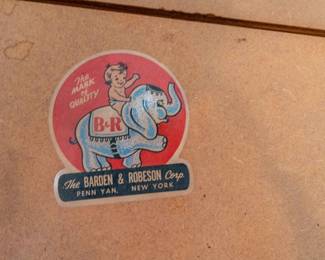 The
MARK
of
QUALITY
B&R
The BARDEN & ROBESON Corp.
PENN YAN, NEW YORK